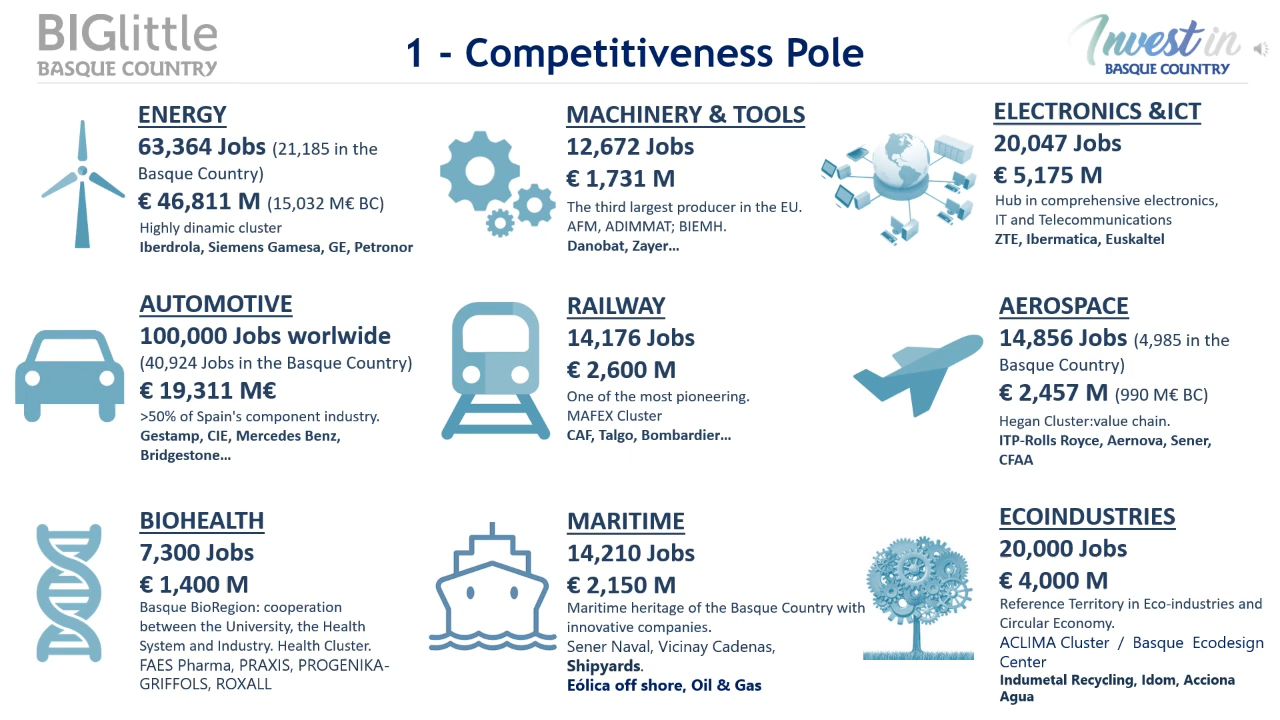 BIGlittle
BASQUE COUNTRY
1 - Competitiveness Pole
Invest in
BASQUE COUNTRY
ENERGY
63,364 Jobs (21,185 in the
Basque Country)
€ 46,811 M (15,032 M€ BC)
Highly dinamic cluster
Iberdrola, Siemens Gamesa, GE, Petronor
MACHINERY & TOOLS
12,672 Jobs
€ 1,731 M
The third largest producer in the EU.
AFM, ADIMMAT; BIEMH.
Danobat, Zayer…
ELECTRONICS &ICT
20,047 Jobs
€ 5,175 M
Hub in comprehensive electronics,
IT and Telecommunications
ZTE, Ibermatica, Euskaltel
AUTOMOTIVE
100,000 Jobs worlwide
(40,924 Jobs in the Basque Country)
€ 19,311 M€
>50% of Spain's component industry.
Gestamp, CIE, Mercedes Benz,
Bridgestone…
RAILWAY
14,176 Jobs
€ 2,600 M
One of the most pioneering.
MAFEX Cluster
CAF, Talgo, Bombardier…
AEROSPACE
14,856 Jobs (4,985 in the
Basque Country)
€ 2,457 M (990 M€ BC)
Hegan Cluster:value chain.
ITP-Rolls Royce, Aernova, Sener,
CFAA
BIOHEALTH
7,300 Jobs
€ 1,400 M
Basque BioRegion: cooperation
between the University, the Health
System and Industry. Health Cluster.
FAES Pharma, PRAXIS, PROGENIKA-
GRIFFOLS, ROXALL
MARITIME
14,210 Jobs
€ 2,150 M
Maritime heritage of the Basque Country with
innovative companies.
Sener Naval, Vicinay Cadenas,
Shipyards.
Eólica off shore, Oil & Gas
ECOINDUSTRIES
20,000 Jobs
€ 4,000 M
Reference Territory in Eco-industries and
Circular Economy.
ACLIMA Cluster / Basque Ecodesign
Center
Indumetal Recycling, Idom, Acciona
Agua